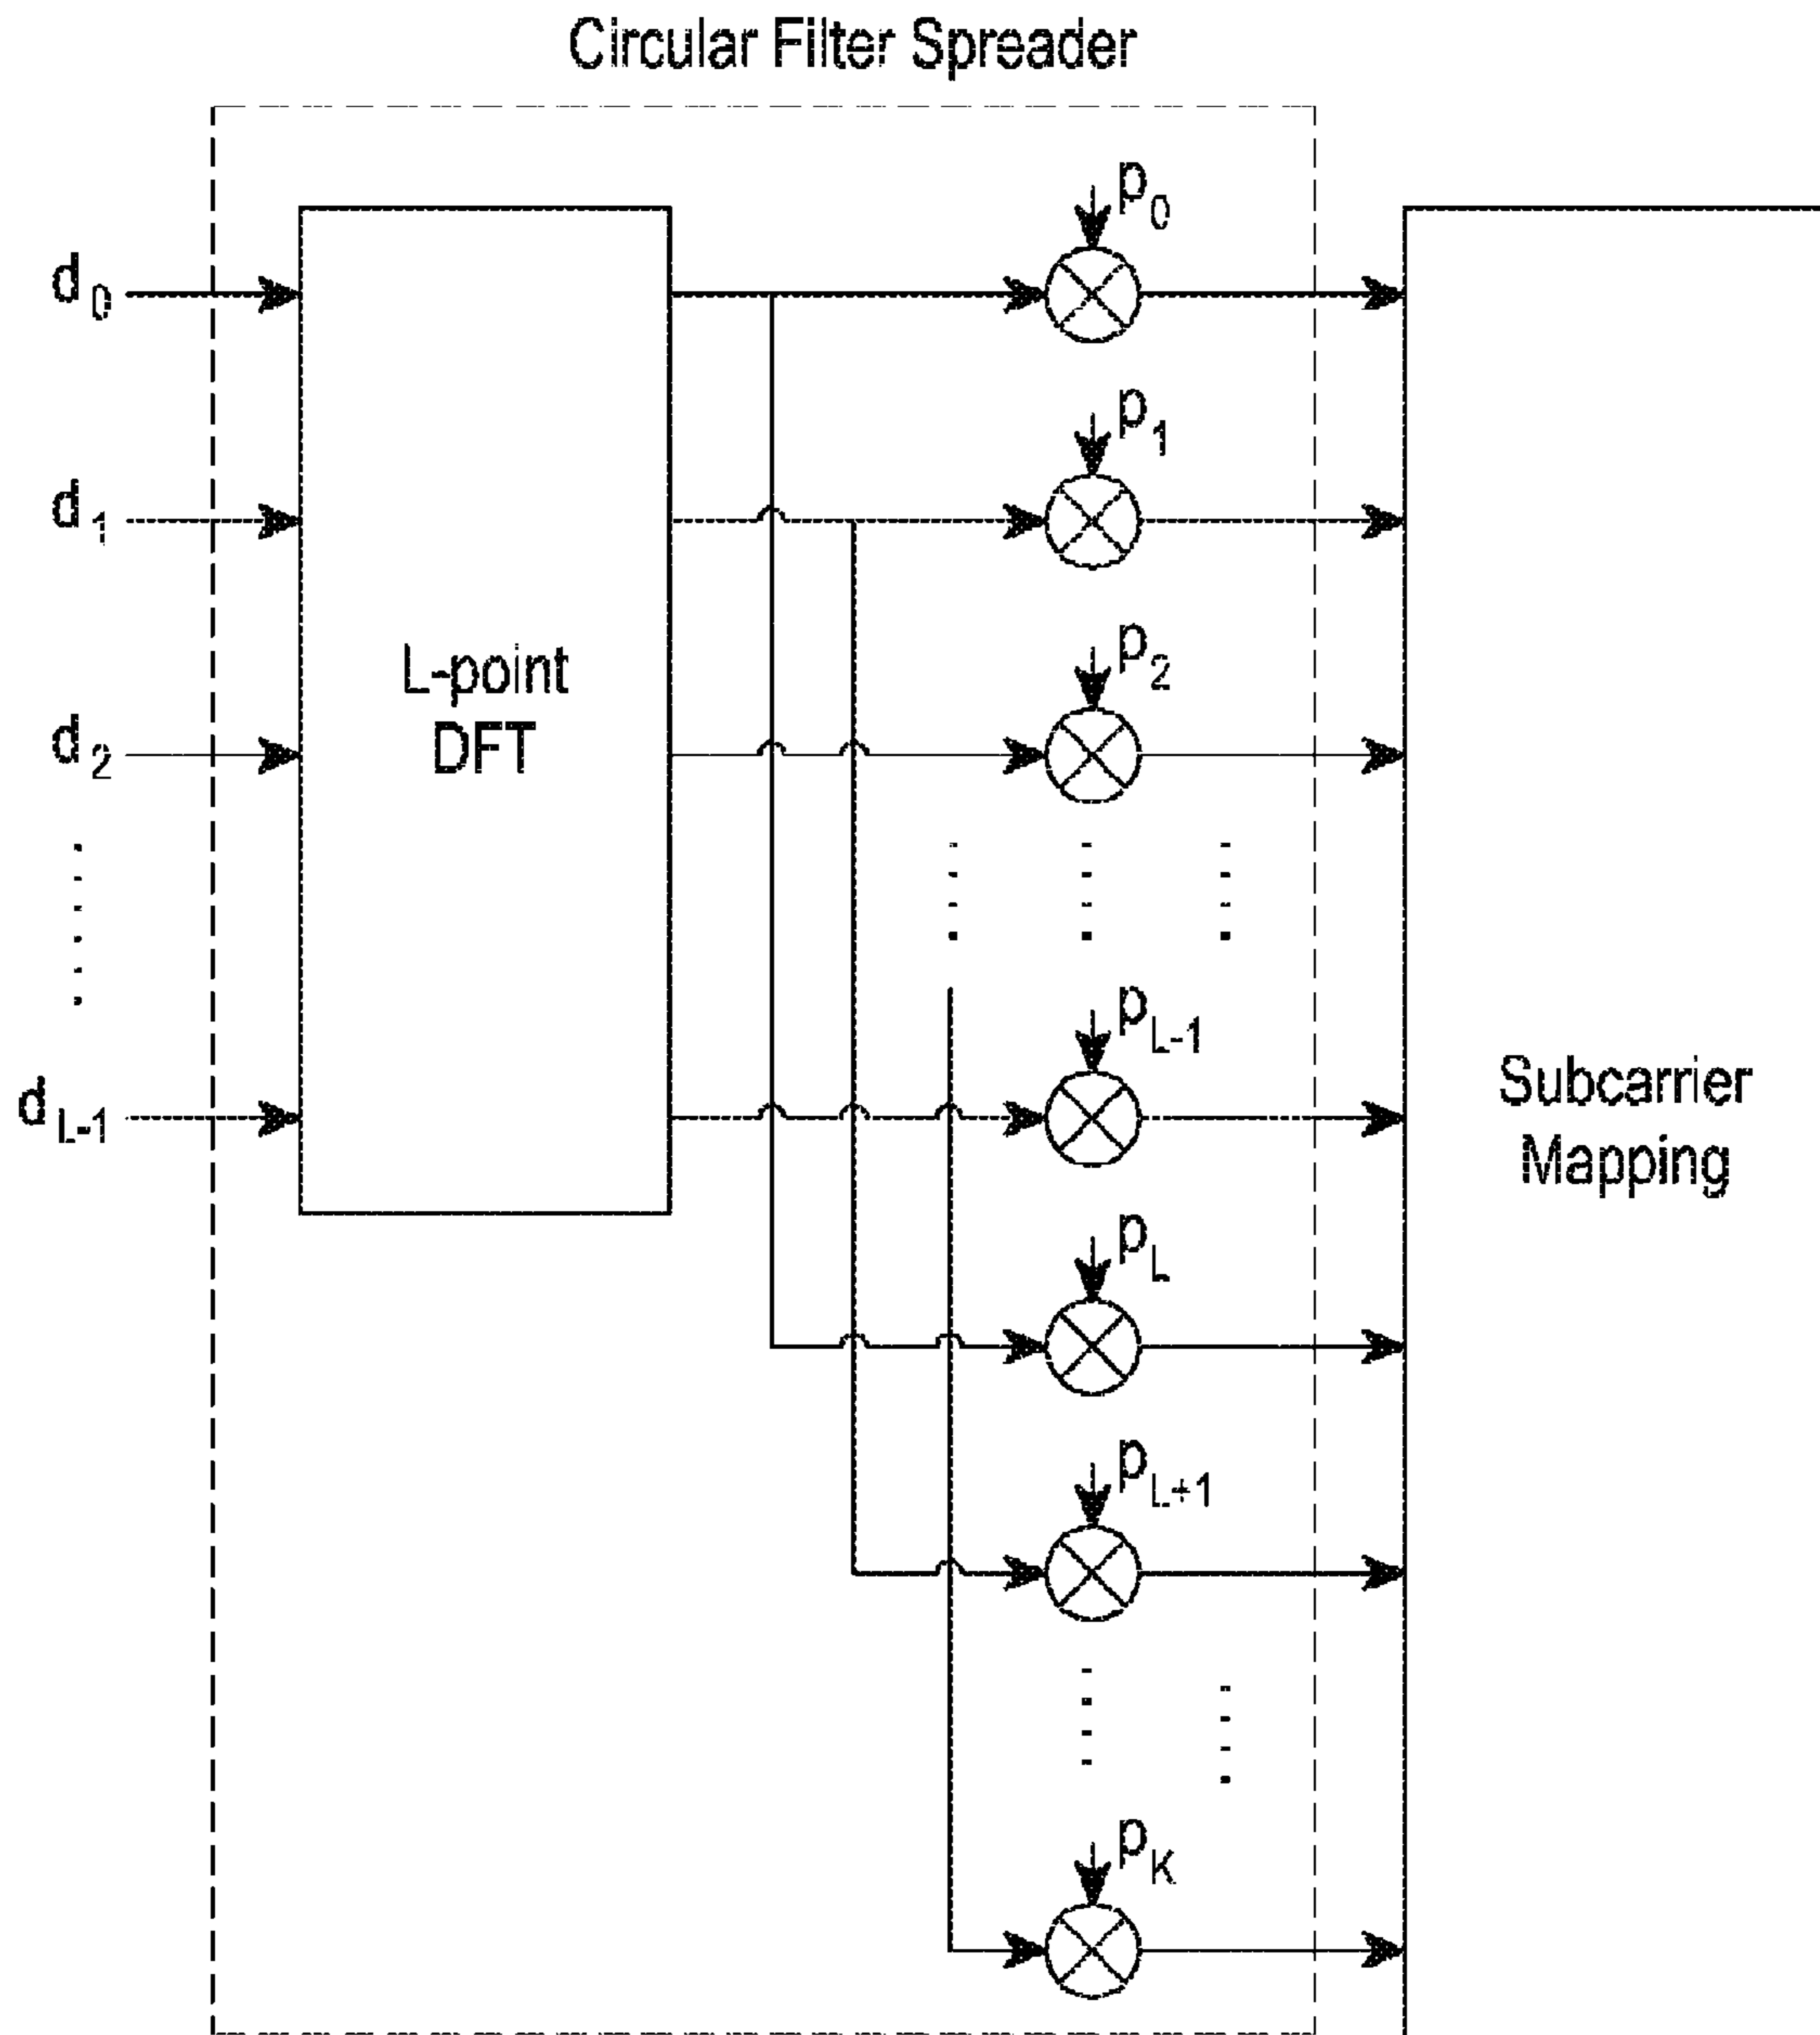 Circular Filter Spreader
p0
d0
p1
d1
p2
d2
L-point
DFT
pL-1
dL-1
Subcarrier
Mapping
pL
pL+1
pK